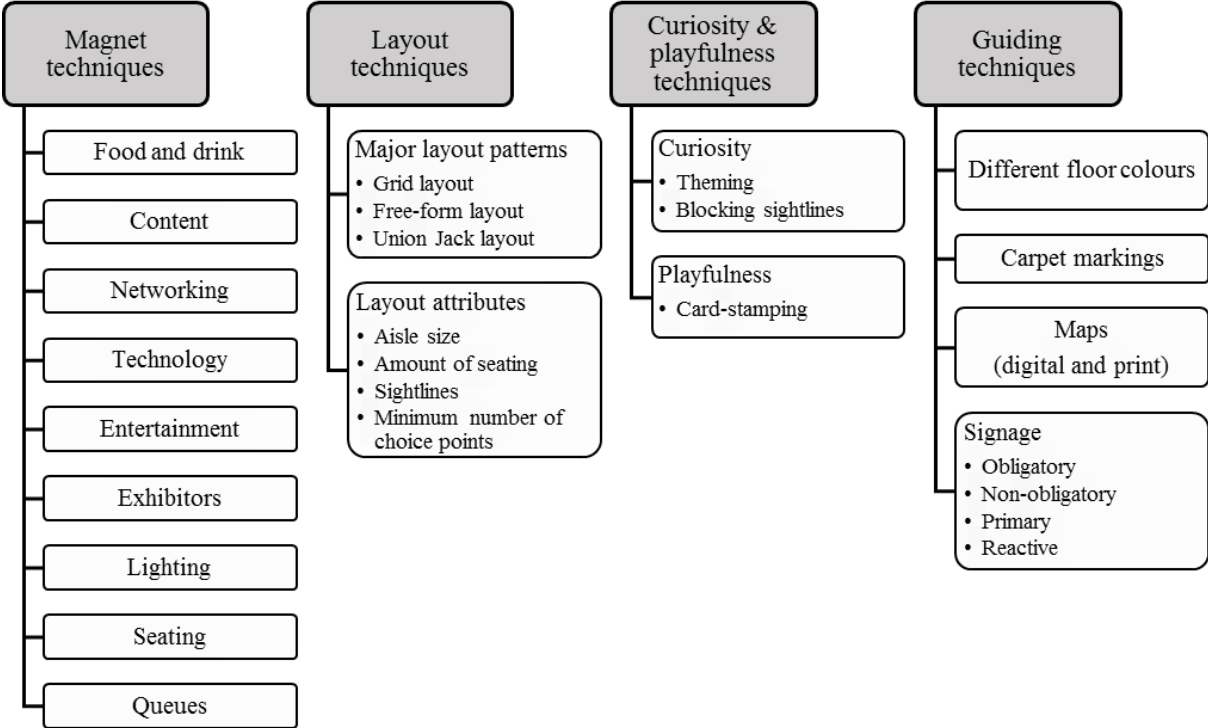 Magnet
techniques
Food and drink
Content
Networking
Technology
Entertainment
Exhibitors
Lighting
Seating
Queues
Layout
techniques
Major layout patterns
• Grid layout
• Free-form layout
• Union Jack layout
Layout attributes
• Aisle size
• Amount of seating
• Sightlines
• Minimum number of
choice points
Curiosity &
playfulness
techniques
Curiosity
• Theming
• Blocking sightlines
Playfulness
• Card-stamping
Guiding
techniques
Different floor colours
Carpet markings
Maps
(digital and print)
Signage
• Obligatory
• Non-obligatory
• Primary
• Reactive